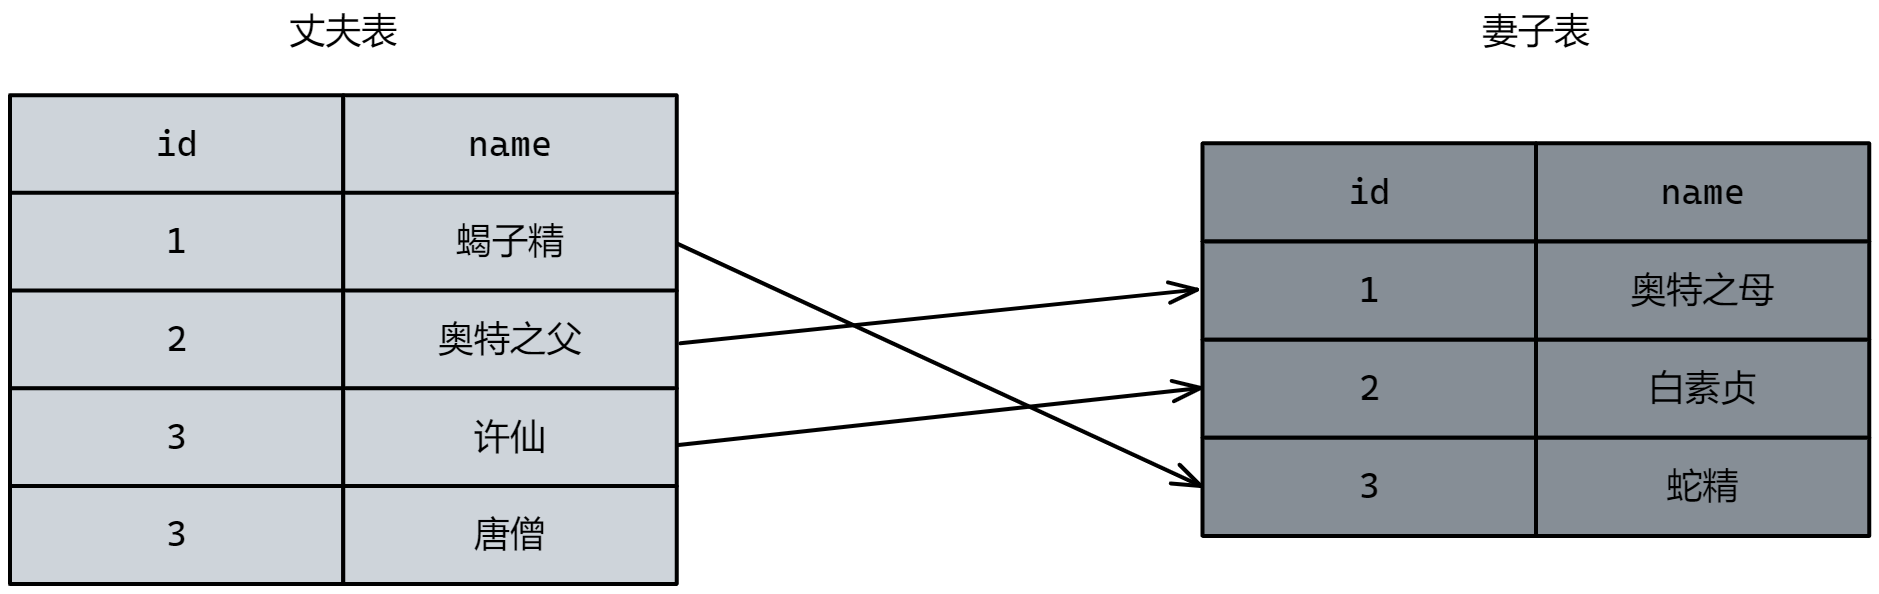 丈夫表
id name
1 蝎子精
2 奥特之父
3 许仙
3 唐僧
妻子表
id name
1 奥特之母
2 白素贞
3 蛇精